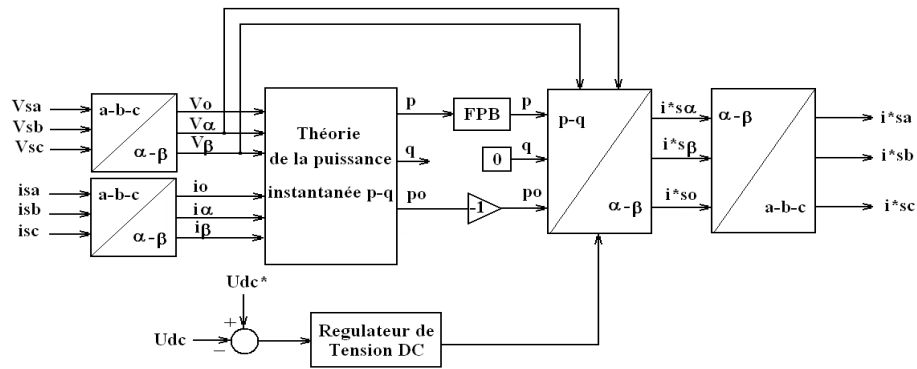 Vsa
Vsb
Vsc
a-b-c
α-β
Vo
Vα
Vβ
isa
isb
isc
a-b-c
α-β
io
iα
iβ
Théorie
de la puissance
instantanée p-q
p
q
po
FPB
0
-1
p
q
po
p-q
α-β
i*sα
i*sβ
i*so
α-β
a-b-c
i*sa
i*sb
i*sc
Udc*
+
Udc
−
Regulateur de
Tension DC